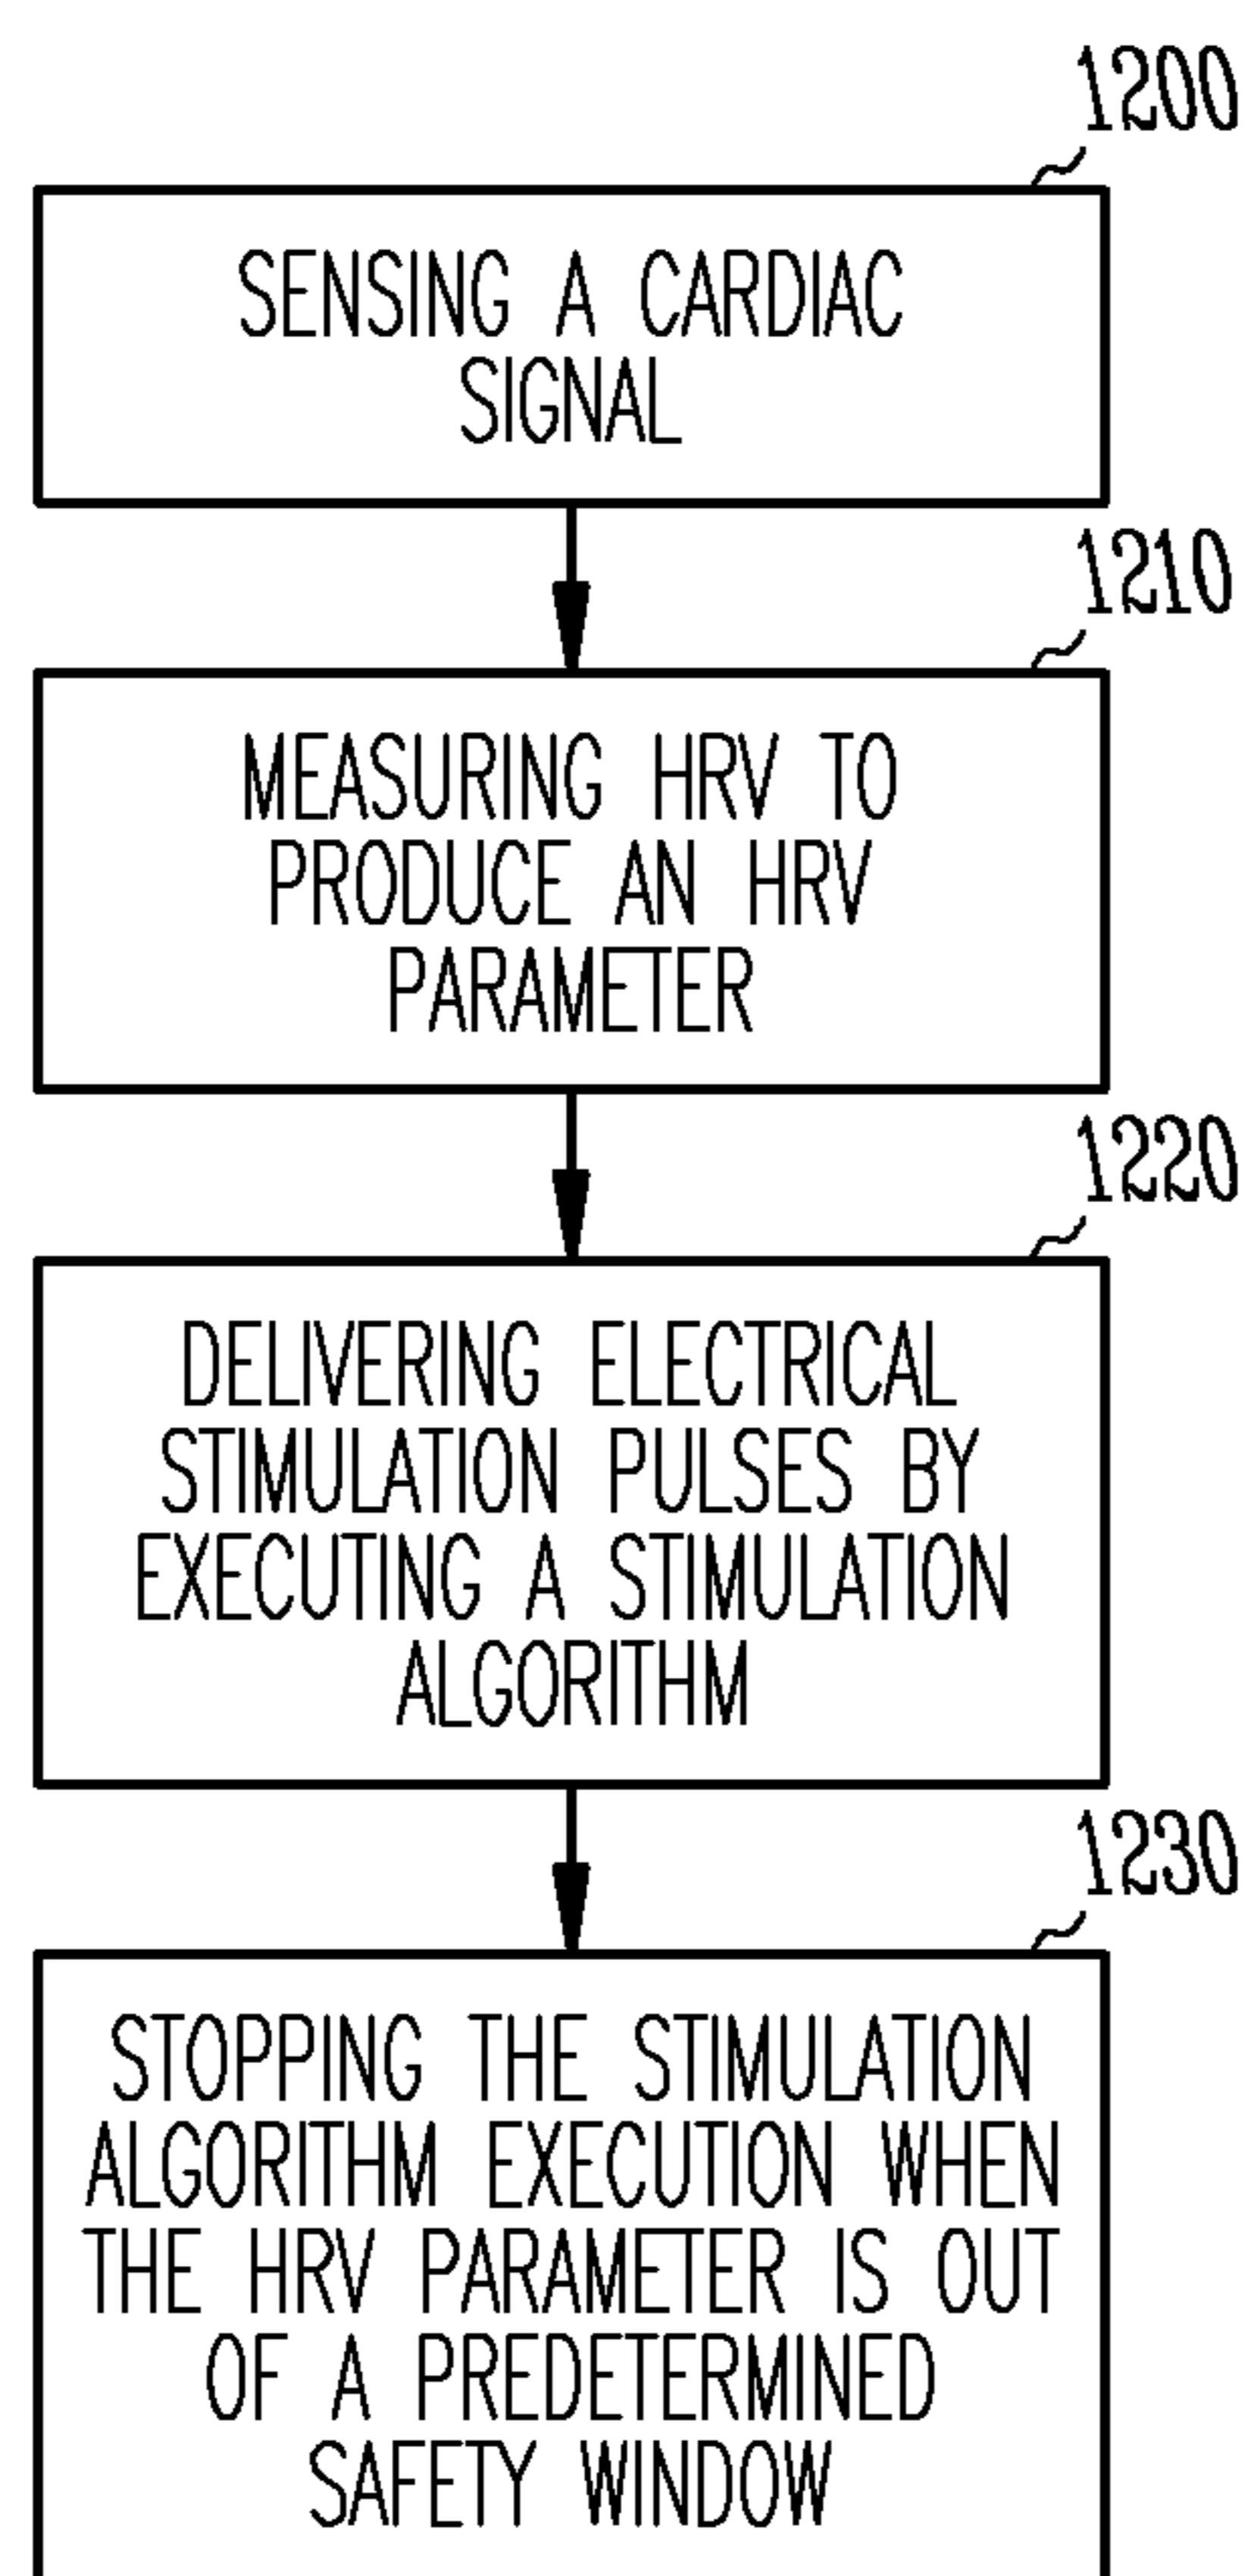 1200
SENSING A CARDIAC
SIGNAL
1210
MEASURING HRV TO
PRODUCE AN HRV
PARAMETER
1220
DELIVERING ELECTRICAL
STIMULATION PULSES BY
EXECUTING A STIMULATION
ALGORITHM
1230
STOPPING THE STIMULATION
ALGORITHM EXECUTION WHEN
THE HRV PARAMETER IS OUT
OF A PREDETERMINED
SAFETY WINDOW